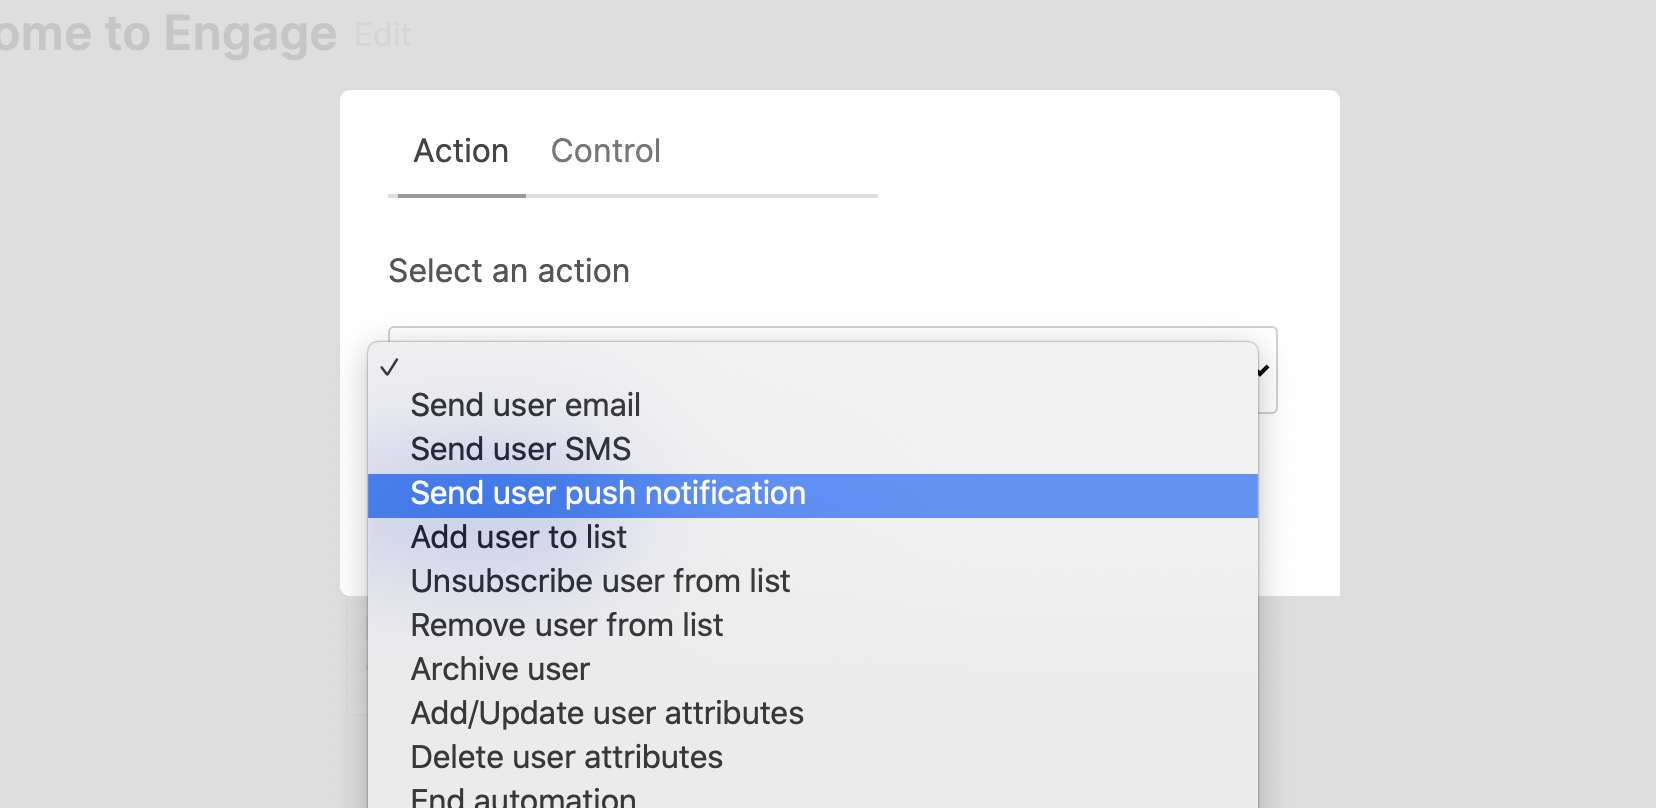 ome to Engage Edit
Action Control
Select an action
Send user email
Send user SMS
Send user push notification
Add user to list
Unsubscribe user from list
Remove user from list
Archive user
Add/Update user attributes
Delete user attributes
End automation